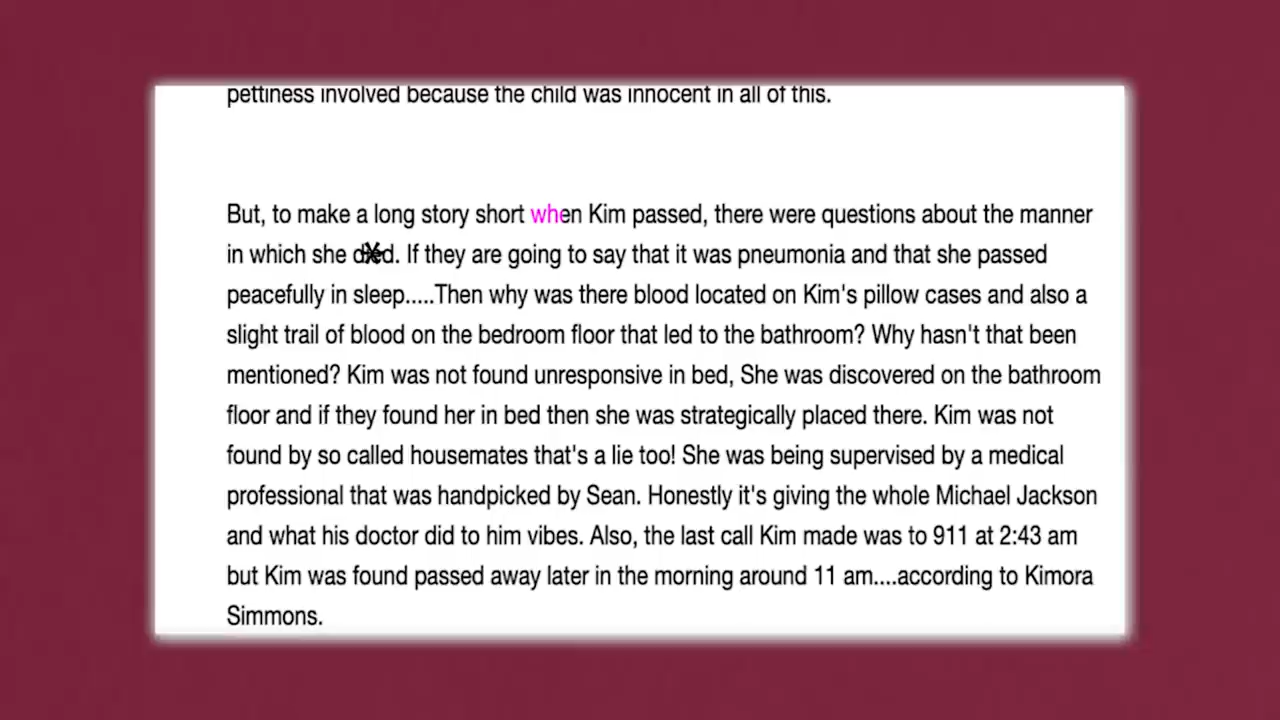 pettiness involved because the child was innocent in all of this.
But, to make a long story short when Kim passed, there were questions about the manner
in which she died. If they are going to say that it was pneumonia and that she passed
peacefully in sleep.....Then why was there blood located on Kim's pillow cases and also a
slight trail of blood on the bedroom floor that led to the bathroom? Why hasn't that been
mentioned? Kim was not found unresponsive in bed, She was discovered on the bathroom
floor and if they found her in bed then she was strategically placed there. Kim was not
found by so called housemates that's a lie too! She was being supervised by a medical
professional that was handpicked by Sean. Honestly it's giving the whole Michael Jackson
and what his doctor did to him vibes. Also, the last call Kim made was to 911 at 2:43 am
but Kim was found passed away later in the morning around 11 am....according to Kimora
Simmons.